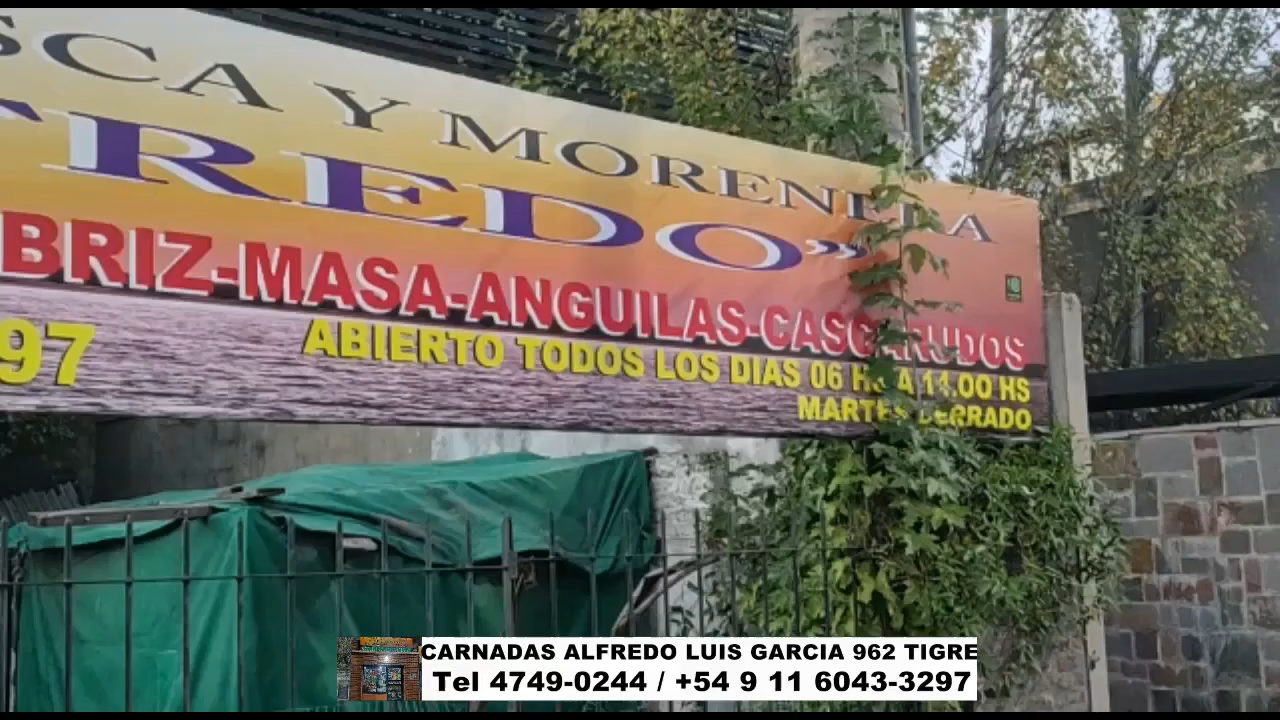 SCA Y MORENITA
FREDO”
BRIZ-MASA-ANGUILAS-CASCARUDOS
97
ABIERTO TODOS LOS DIAS 06 HS A 14.00 HS
MARTES CERRADO
CARNADAS ALFREDO LUIS GARCIA 962 TIGRE
Tel 4749-0244 / +54 9 11 6043-3297